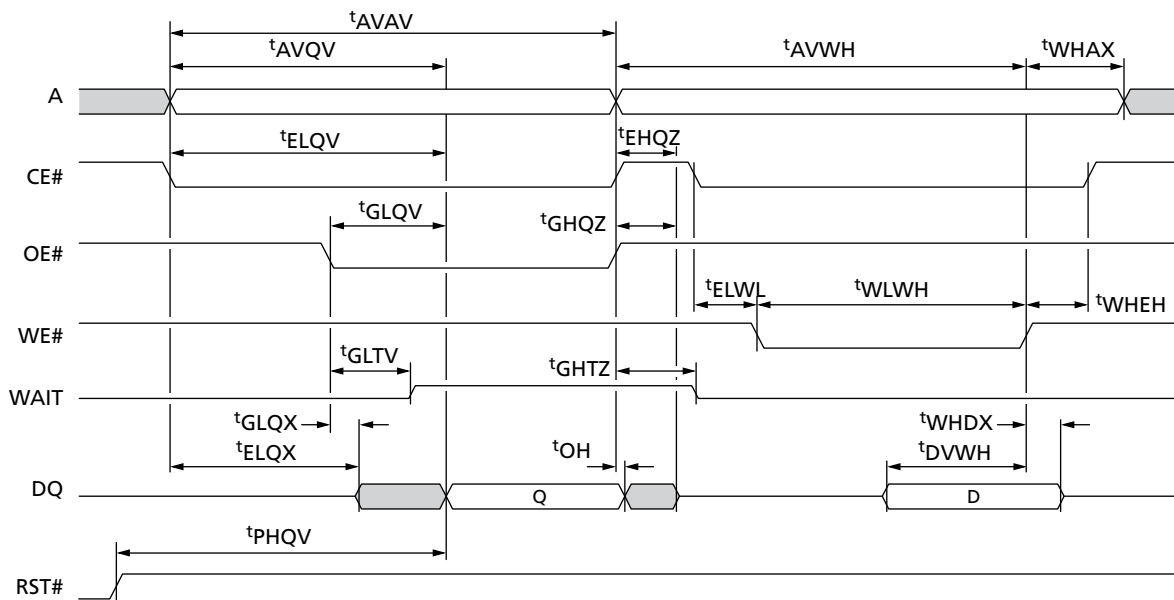 tAVAV
tAVQV
tAVWH
tWHAX
A
tELQV
tEHQZ
CE#
tGLQV
tGHQZ
OE#
tELWL
tWLWH
tWHEH
WE#
tGLTV
tGHTZ
WAIT
tGLQX
tWHDX
tELQX
tOH
tDVWH
DQ
Q
D
tPHQV
RST#